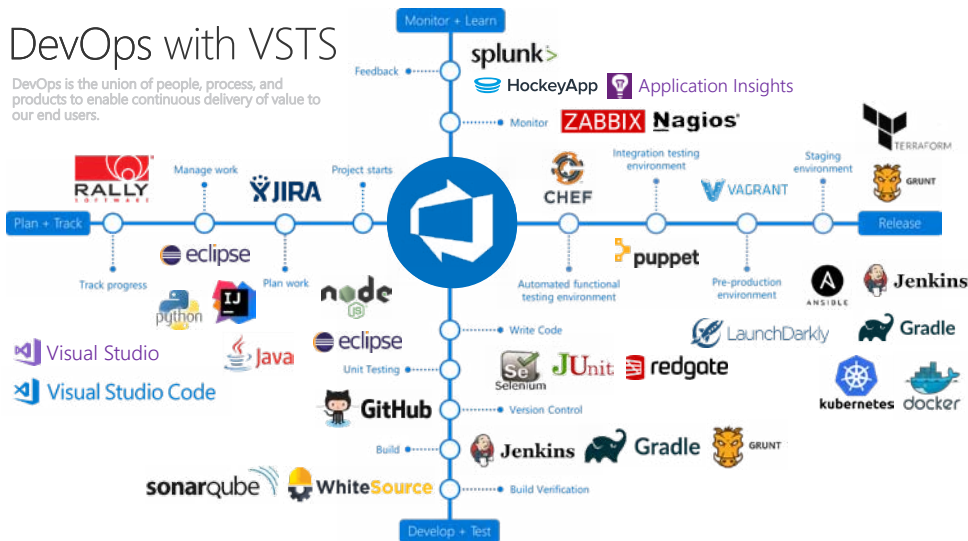 Monitor + Learn
DevOps with VSTS
DevOps is the union of people, process, and
products to enable continuous delivery of value to
our end users.
Feedback
splunk>
HockeyApp
Application Insights
Monitor
ZABBIX
Nagios®
TERRAFORM
RALLY
SOFTWARE
Manage work
JIRA
Project starts
CHEF
Integration testing
environment
VAGRANT
Staging
environment
GRUNT
Plan + Track
Release
Track progress
eclipse
Plan work
Automated functional
testing environment
puppet
Pre-production
environment
ANSIBLE
Jenkins
python
IJ
node
JS
Write Code
LaunchDarkly
Gradle
Visual Studio
Java
eclipse
Unit Testing
Se
Selenium
JUnit
redgate
Visual Studio Code
kubernetes
docker
GitHub
Version Control
Build
Jenkins
Gradle
GRUNT
sonarqube
WhiteSource
Build Verification
Develop + Test